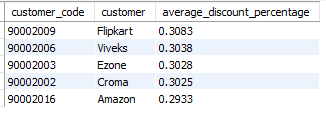 customer_code customer average_discount_percentage
90002009 Flipkart 0.3083
90002006 Viveks 0.3038
90002003 Ezone 0.3028
90002002 Croma 0.3025
90002016 Amazon 0.2933